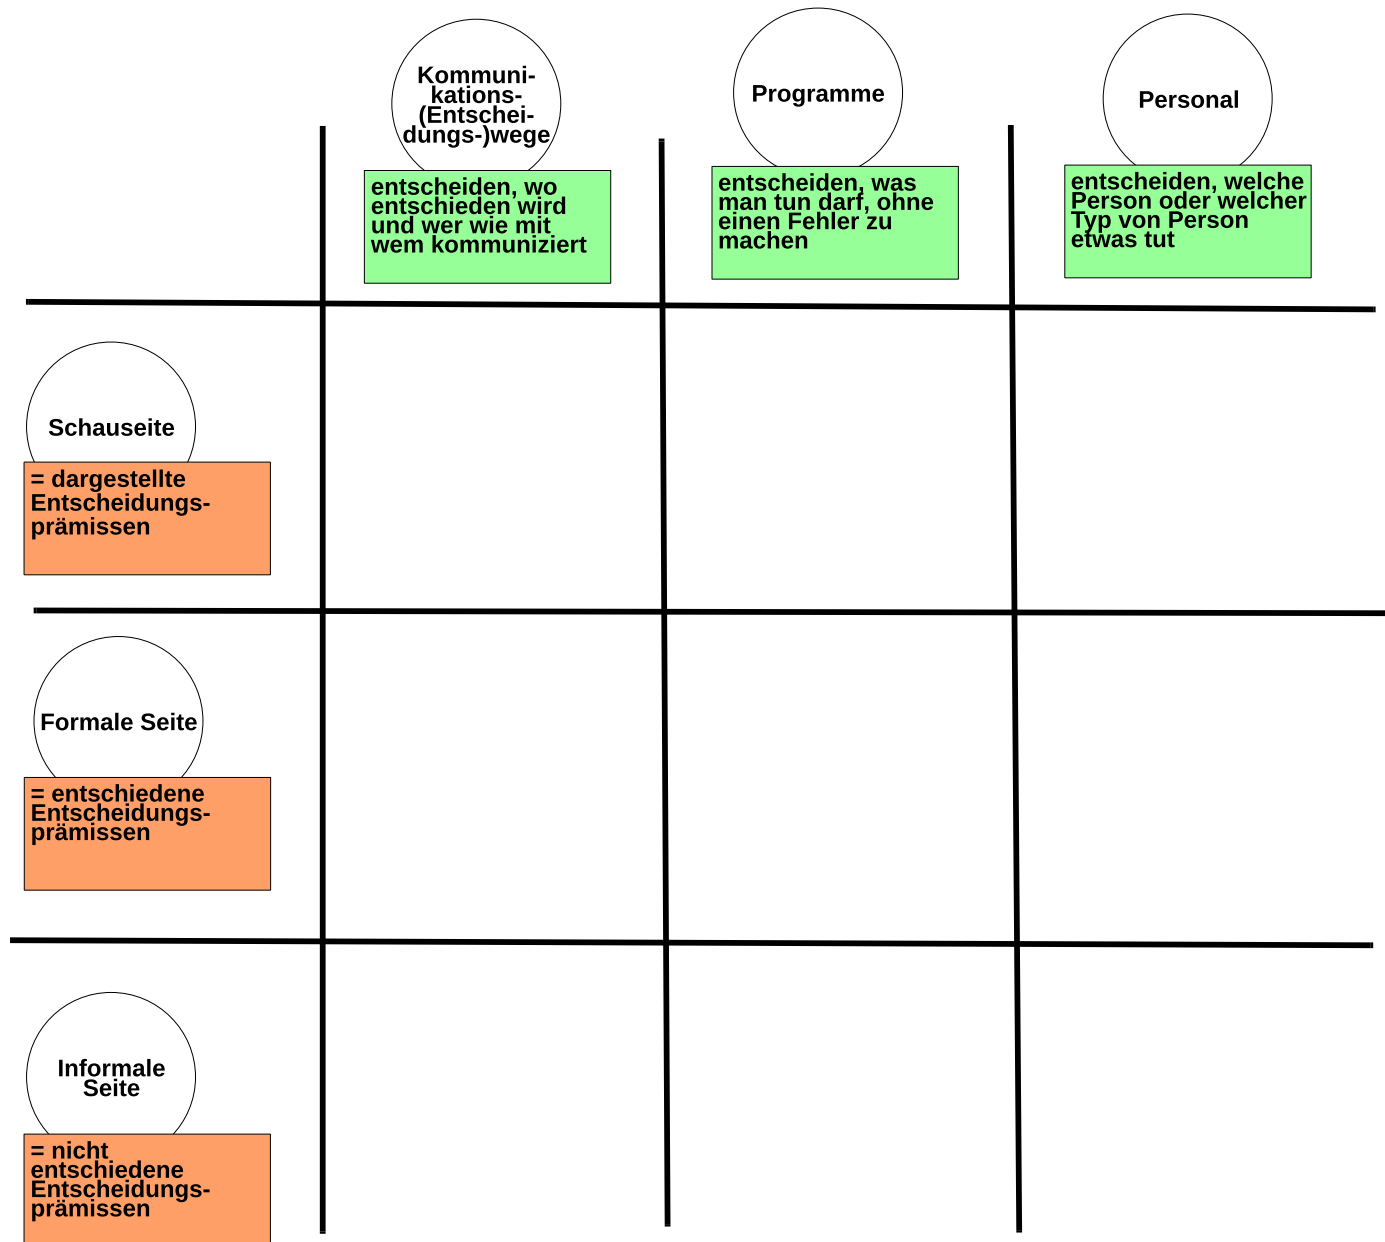 Kommuni-
kations-
(Entschei-
dungs-)wege
Programme
Personal
entscheiden, wo
entschieden wird
und wer wie mit
wem kommuniziert
entscheiden, was
man tun darf, ohne
einen Fehler zu
machen
entscheiden, welche
Person oder welcher
Typ von Person
etwas tut
Schauseite
= dargestellte
Entscheidungs-
prämissen
Formale Seite
= entschiedene
Entscheidungs-
prämissen
Informale
Seite
= nicht
entschiedene
Entscheidungs-
prämissen